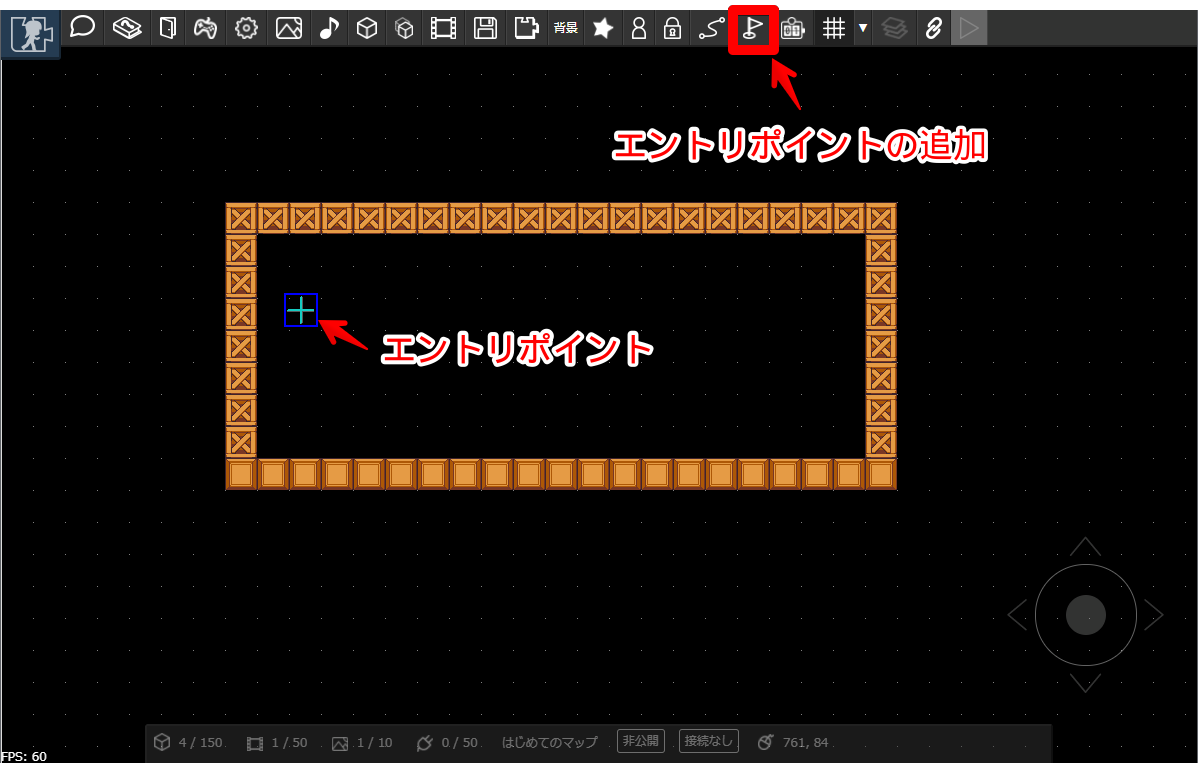 背景
エントリポイントの追加
エントリポイント
4 / 150 1 / 50 1 / 10 0 / 50 はじめてのマップ 非公開 接続なし 761, 84
FPS: 60